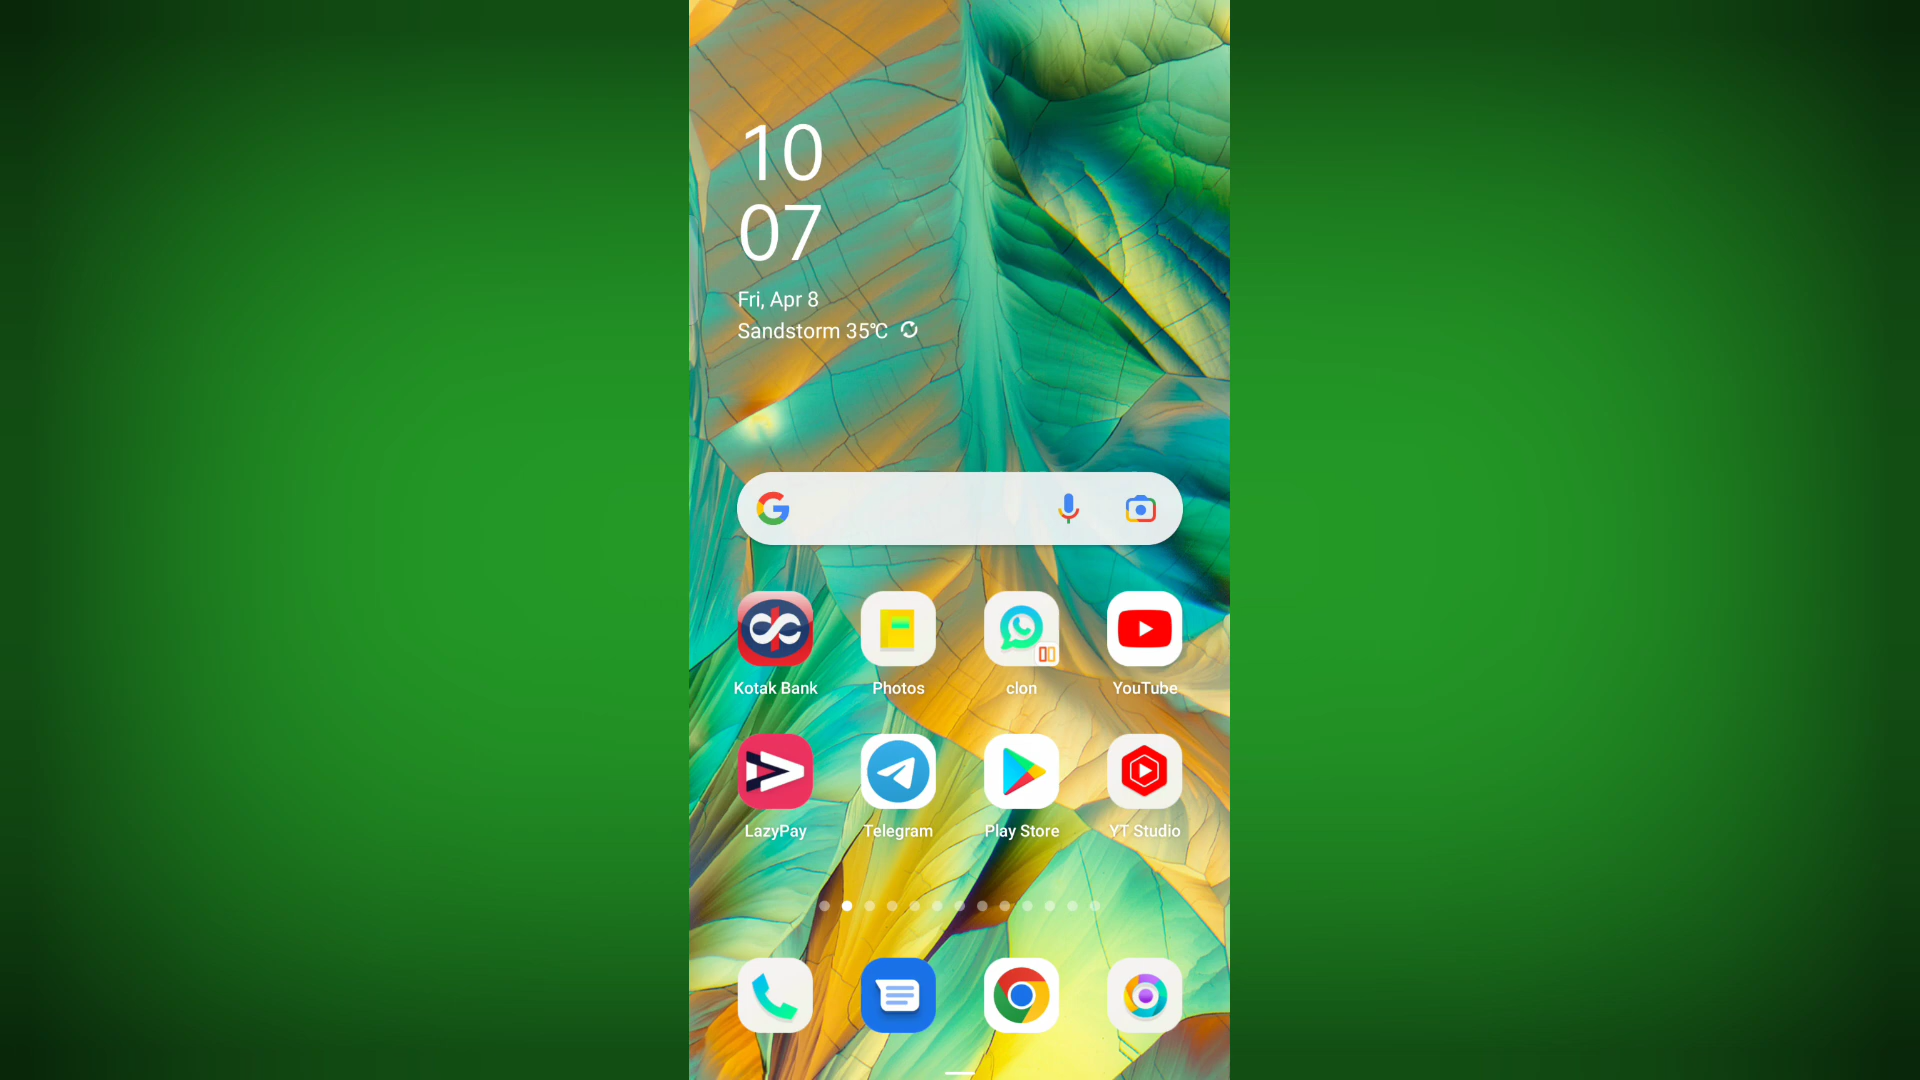 10
07
Fri, Apr 8
Sandstorm 35℃
Kotak Bank
Photos
clon
YouTube
LazyPay
Telegram
Play Store
YT Studio